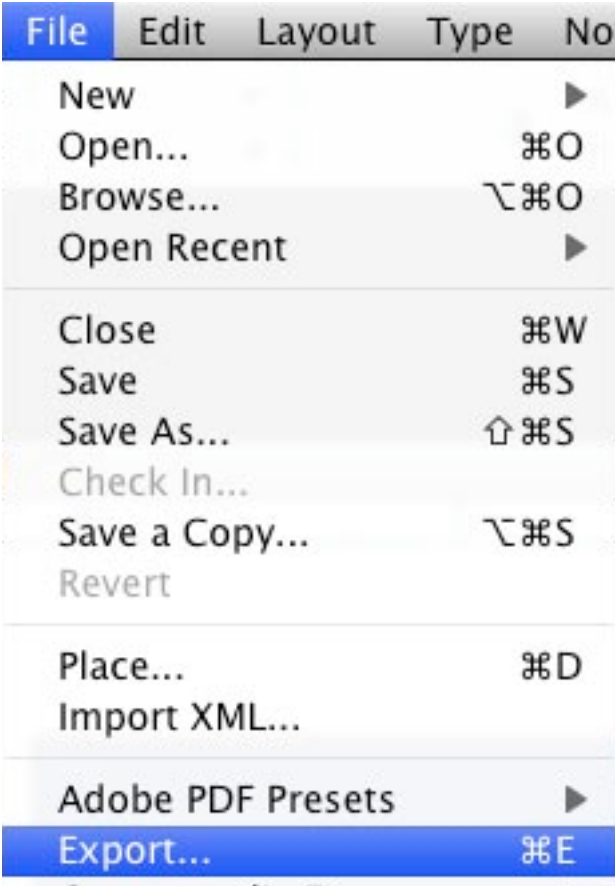 File Edit Layout Type No
New ▶
Open... ⌘O
Browse... ⌥⌘O
Open Recent ▶
Close ⌘W
Save ⌘S
Save As... ⇧⌘S
Check In...
Save a Copy... ⌥⌘S
Revert
Place... ⌘D
Import XML...
Adobe PDF Presets ▶
Export... ⌘E